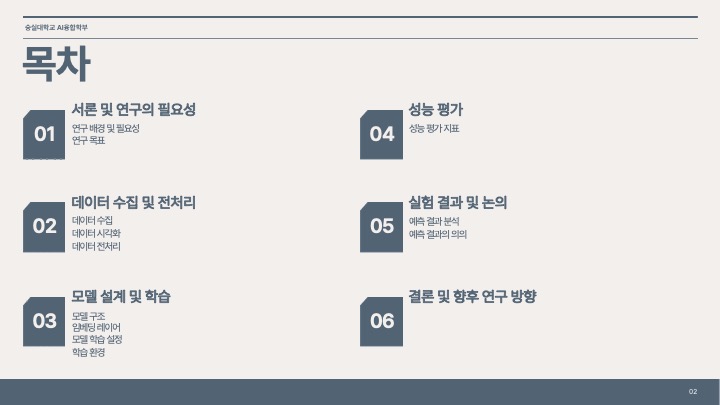 숭실대학교 AI융합학부
목차
01
서론 및 연구의 필요성
연구 배경 및 필요성
연구 목표
02
데이터 수집 및 전처리
데이터 수집
데이터 시각화
데이터 전처리
03
모델 설계 및 학습
모델 구조
임베딩 레이어
모델 학습 설정
학습 환경
04
성능 평가
성능 평가 지표
05
실험 결과 및 논의
예측 결과 분석
예측 결과의 의의
06
결론 및 향후 연구 방향
02